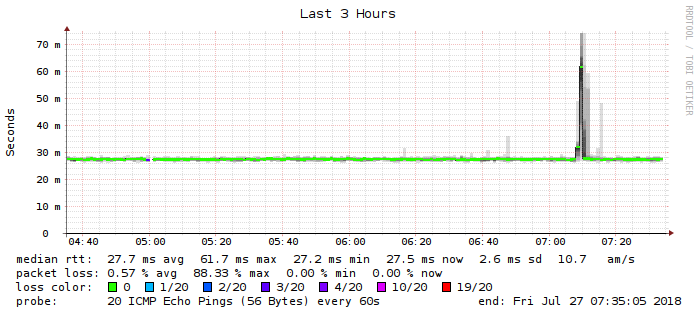 Last 3 Hours
RRDTOOL / TOBI OETIKER
Seconds
70 m
60 m
50 m
40 m
30 m
20 m
10 m
0
04:40 05:00 05:20 05:40 06:00 06:20 06:40 07:00 07:20
median rtt: 27.7 ms avg 61.7 ms max 27.2 ms min 27.5 ms now 2.6 ms sd 10.7 am/s
packet loss: 0.57 % avg 88.33 % max 0.00 % min 0.00 % now
loss color: 0 1/20 2/20 3/20 4/20 10/20 19/20
probe: 20 ICMP Echo Pings (56 Bytes) every 60s end: Fri Jul 27 07:35:05 2018